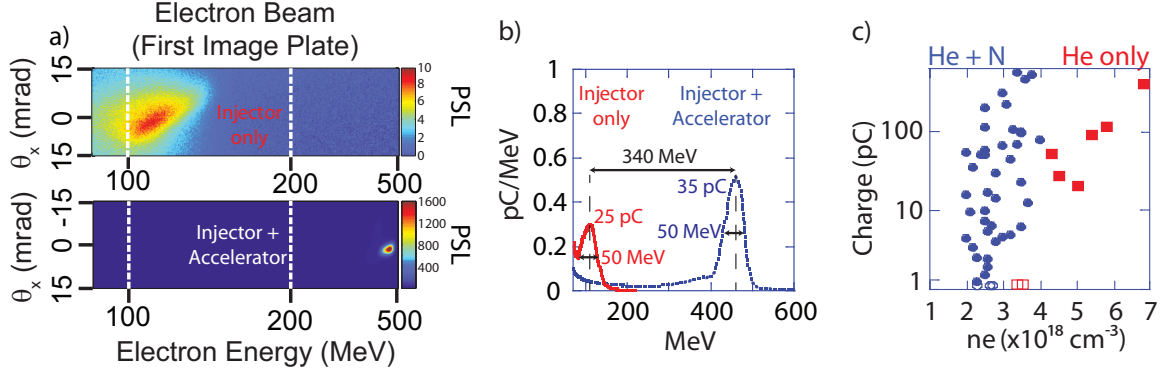 Electron Beam
(First Image Plate)
a)
15
0
15
θ_x (mrad)
Injector
only
100
200
500
10
8
6
4
2
0
PSL
-15
0
15
θ_x (mrad)
Injector +
Accelerator
100
200
500
1600
1200
800
400
PSL
Electron Energy (MeV)
b)
1
0.8
0.6
0.4
0.2
0
pC/MeV
Injector
only
Injector +
Accelerator
340 MeV
35 pC
25 pC
50 MeV
50 MeV
200
400
600
MeV
c)
He + N
He only
100
10
1
Charge (pC)
1 2 3 4 5 6 7
ne (x10¹⁸ cm⁻³)